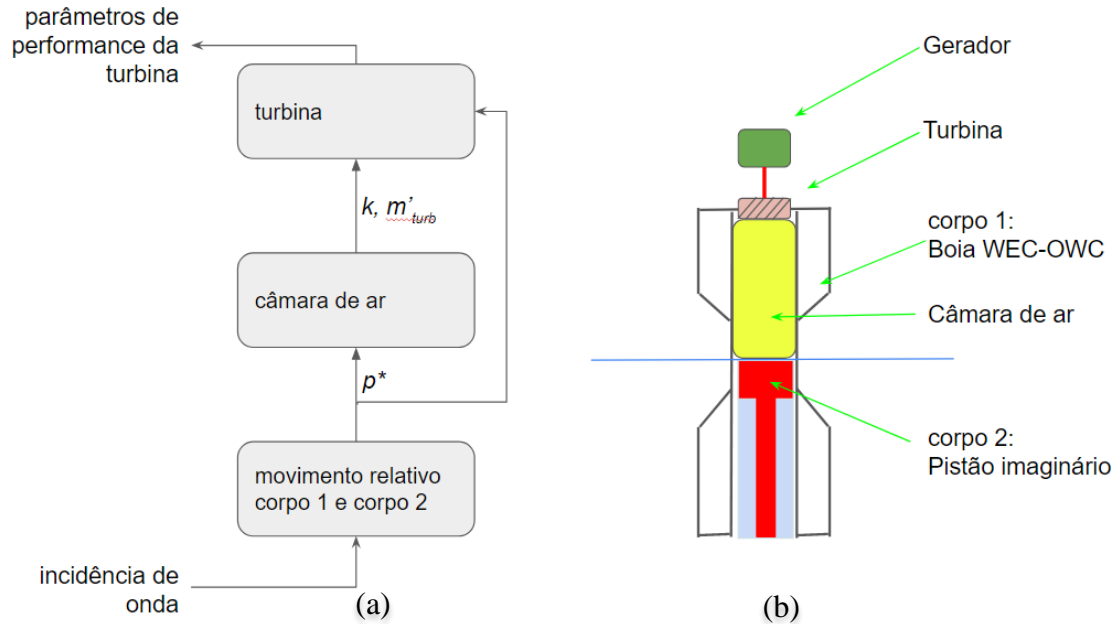 parâmetros de
performance da
turbina
turbina
k, m'turb
câmara de ar
p*
movimento relativo
corpo 1 e corpo 2
incidência de
onda
(a)
Gerador
Turbina
corpo 1:
Boia WEC-OWC
Câmara de ar
corpo 2:
Pistão imaginário
(b)